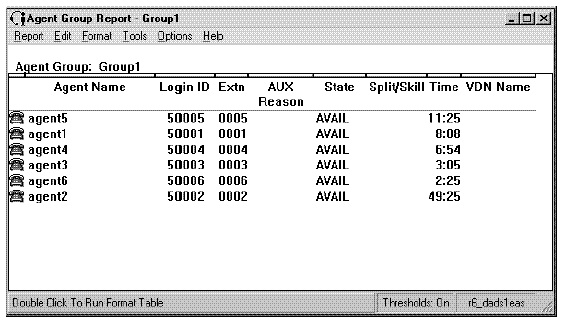 Agent Group Report - Group1
Report Edit Format Tools Options Help
Agent Group: Group1
Agent Name Login ID Extn AUX Reason State Split/Skill Time VDN Name
agent5 50005 0005 AVAIL 11:25
agent1 50001 0001 AVAIL 8:08
agent4 50004 0004 AVAIL 6:54
agent3 50003 0003 AVAIL 3:05
agent6 50006 0006 AVAIL 2:25
agent2 50002 0002 AVAIL 49:25
Double Click To Run Format Table Thresholds: On r6_dads1eas